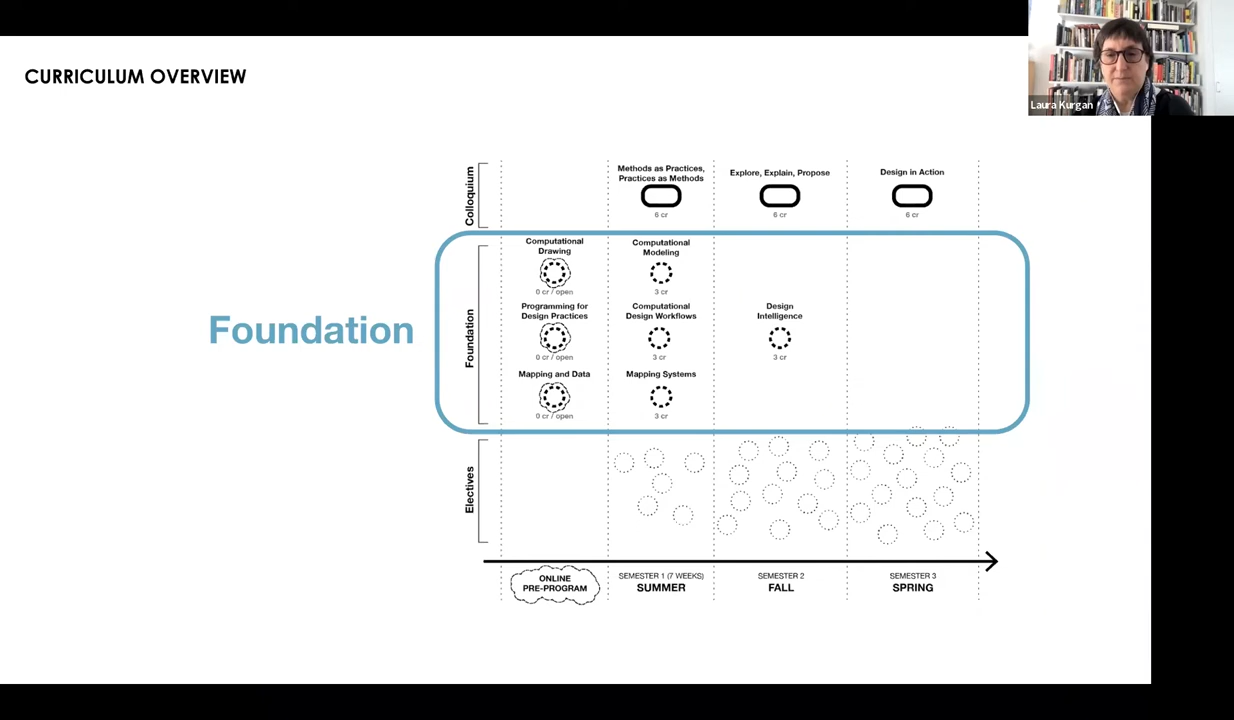 CURRICULUM OVERVIEW
Laura Kurgan
Colloquium
Methods as Practices,
Practices as Methods
6 cr
Explore, Explain, Propose
6 cr
Design in Action
6 cr
Foundation
Foundation
Computational
Drawing
0 cr / open
Computational
Modeling
3 cr
Programming for
Design Practices
0 cr / open
Computational
Design Workflows
3 cr
Design
Intelligence
3 cr
Mapping and Data
0 cr / open
Mapping Systems
3 cr
Electives
ONLINE
PRE-PROGRAM
SEMESTER 1 (7 WEEKS)
SUMMER
SEMESTER 2
FALL
SEMESTER 3
SPRING